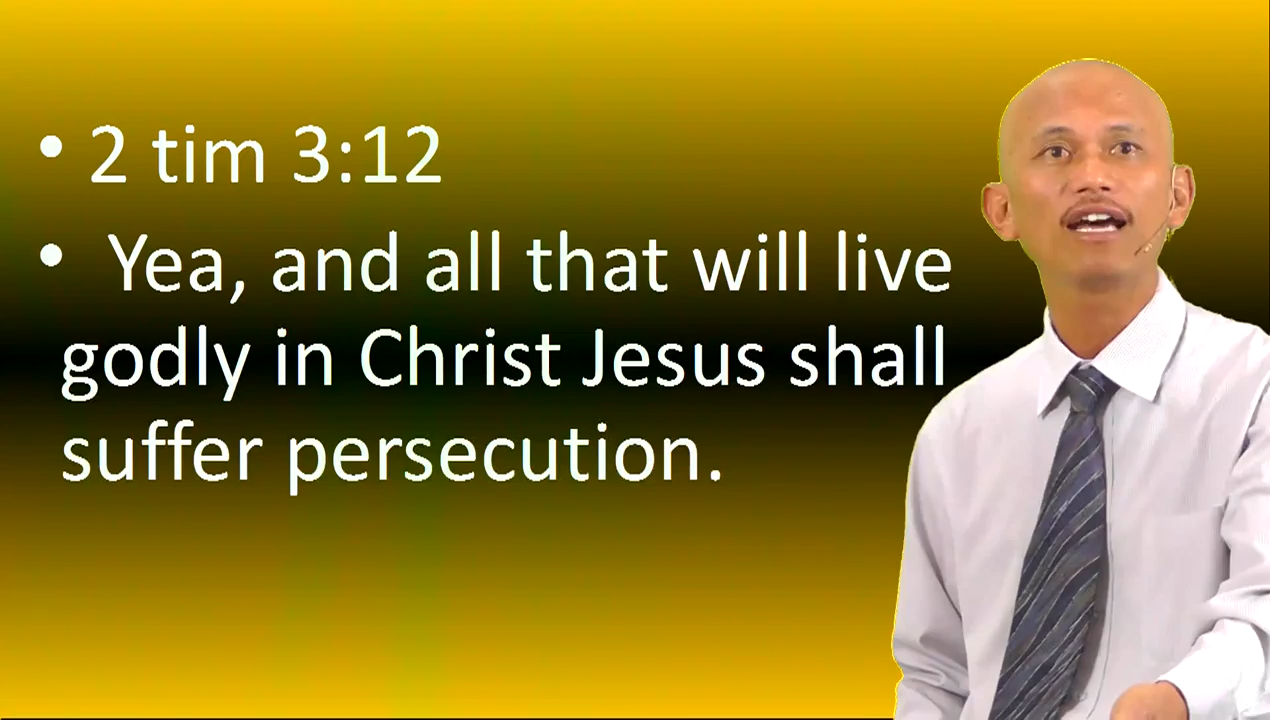 • 2 tim 3:12
• Yea, and all that will live
godly in Christ Jesus shall
suffer persecution.